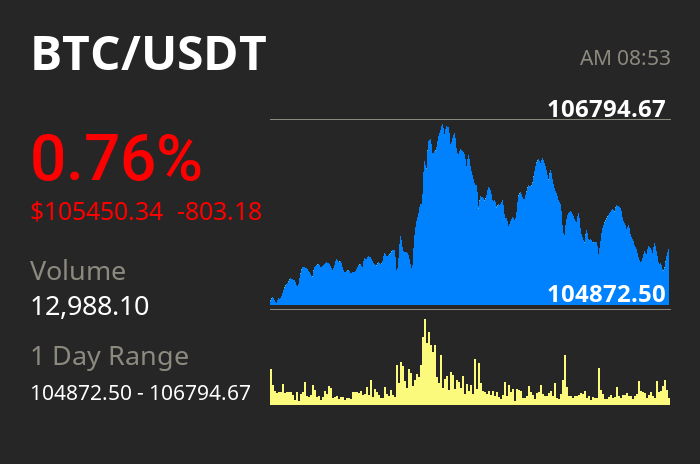 BTC/USDT
AM 08:53
106794.67
0.76%
$105450.34 -803.18
Volume
12,988.10
104872.50
1 Day Range
104872.50 - 106794.67